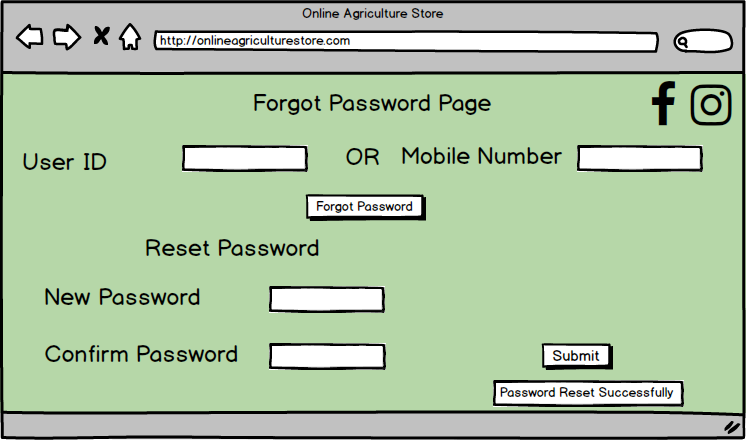 Online Agriculture Store
http://onlineagriculturestore.com
Forgot Password Page
User ID OR Mobile Number
Forgot Password
Reset Password
New Password
Confirm Password Submit
Password Reset Successfully